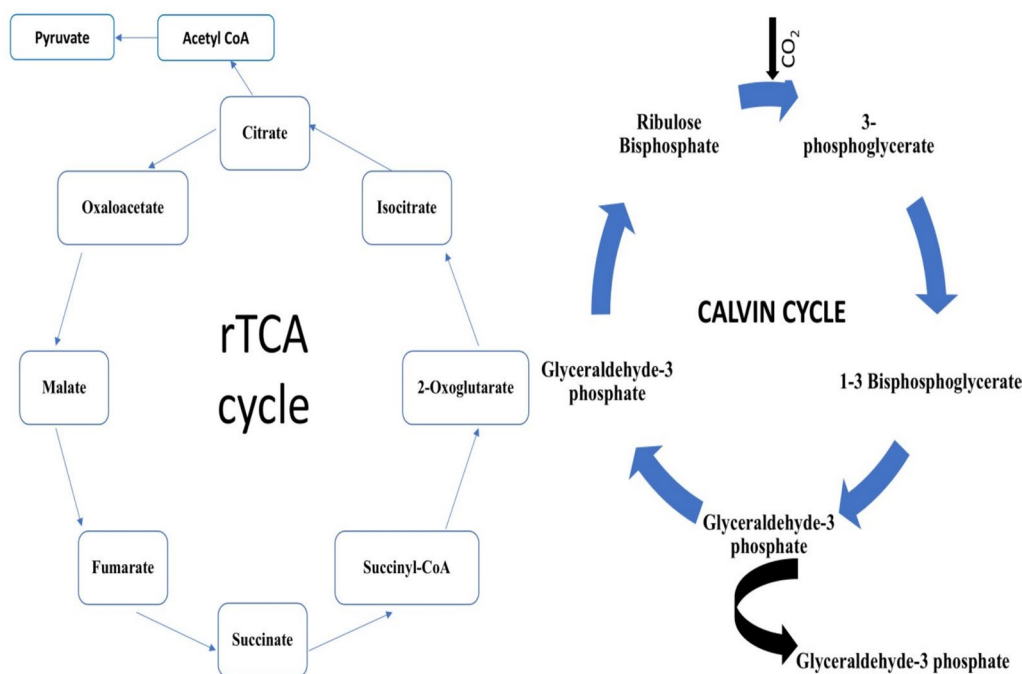 Pyruvate
Acetyl CoA
Citrate
Oxaloacetate
Isocitrate
rTCA
cycle
Malate
2-Oxoglutarate
Fumarate
Succinyl-CoA
Succinate
CO₂
Ribulose
Bisphosphate
3-
phosphoglycerate
CALVIN CYCLE
Glyceraldehyde-3
phosphate
1-3 Bisphosphoglycerate
Glyceraldehyde-3
phosphate
Glyceraldehyde-3 phosphate